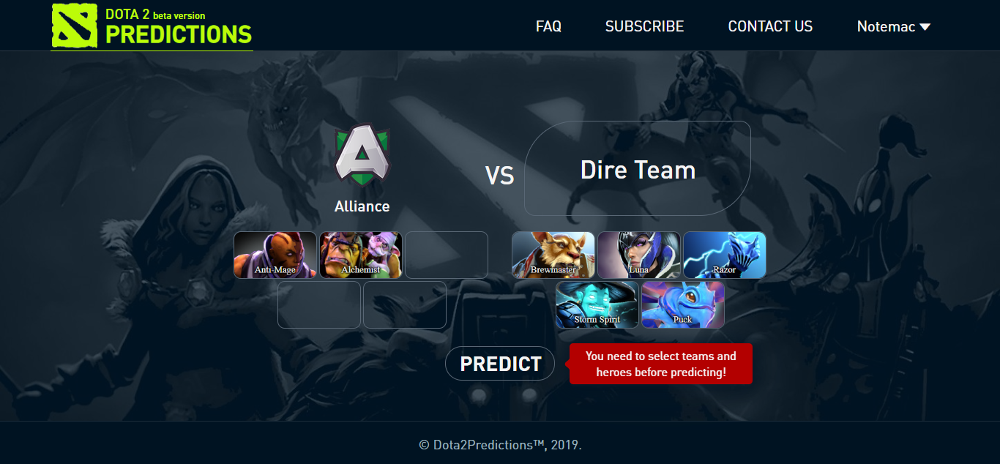 DOTA 2 beta version
PREDICTIONS
FAQ
SUBSCRIBE
CONTACT US
Notemac
A
Alliance
VS
Dire Team
Anti-Mage
Alchemist
Brewmaster
Luna
Razor
Storm Spirit
Puck
PREDICT
You need to select teams and
heroes before predicting!
© Dota2Predictions™, 2019.